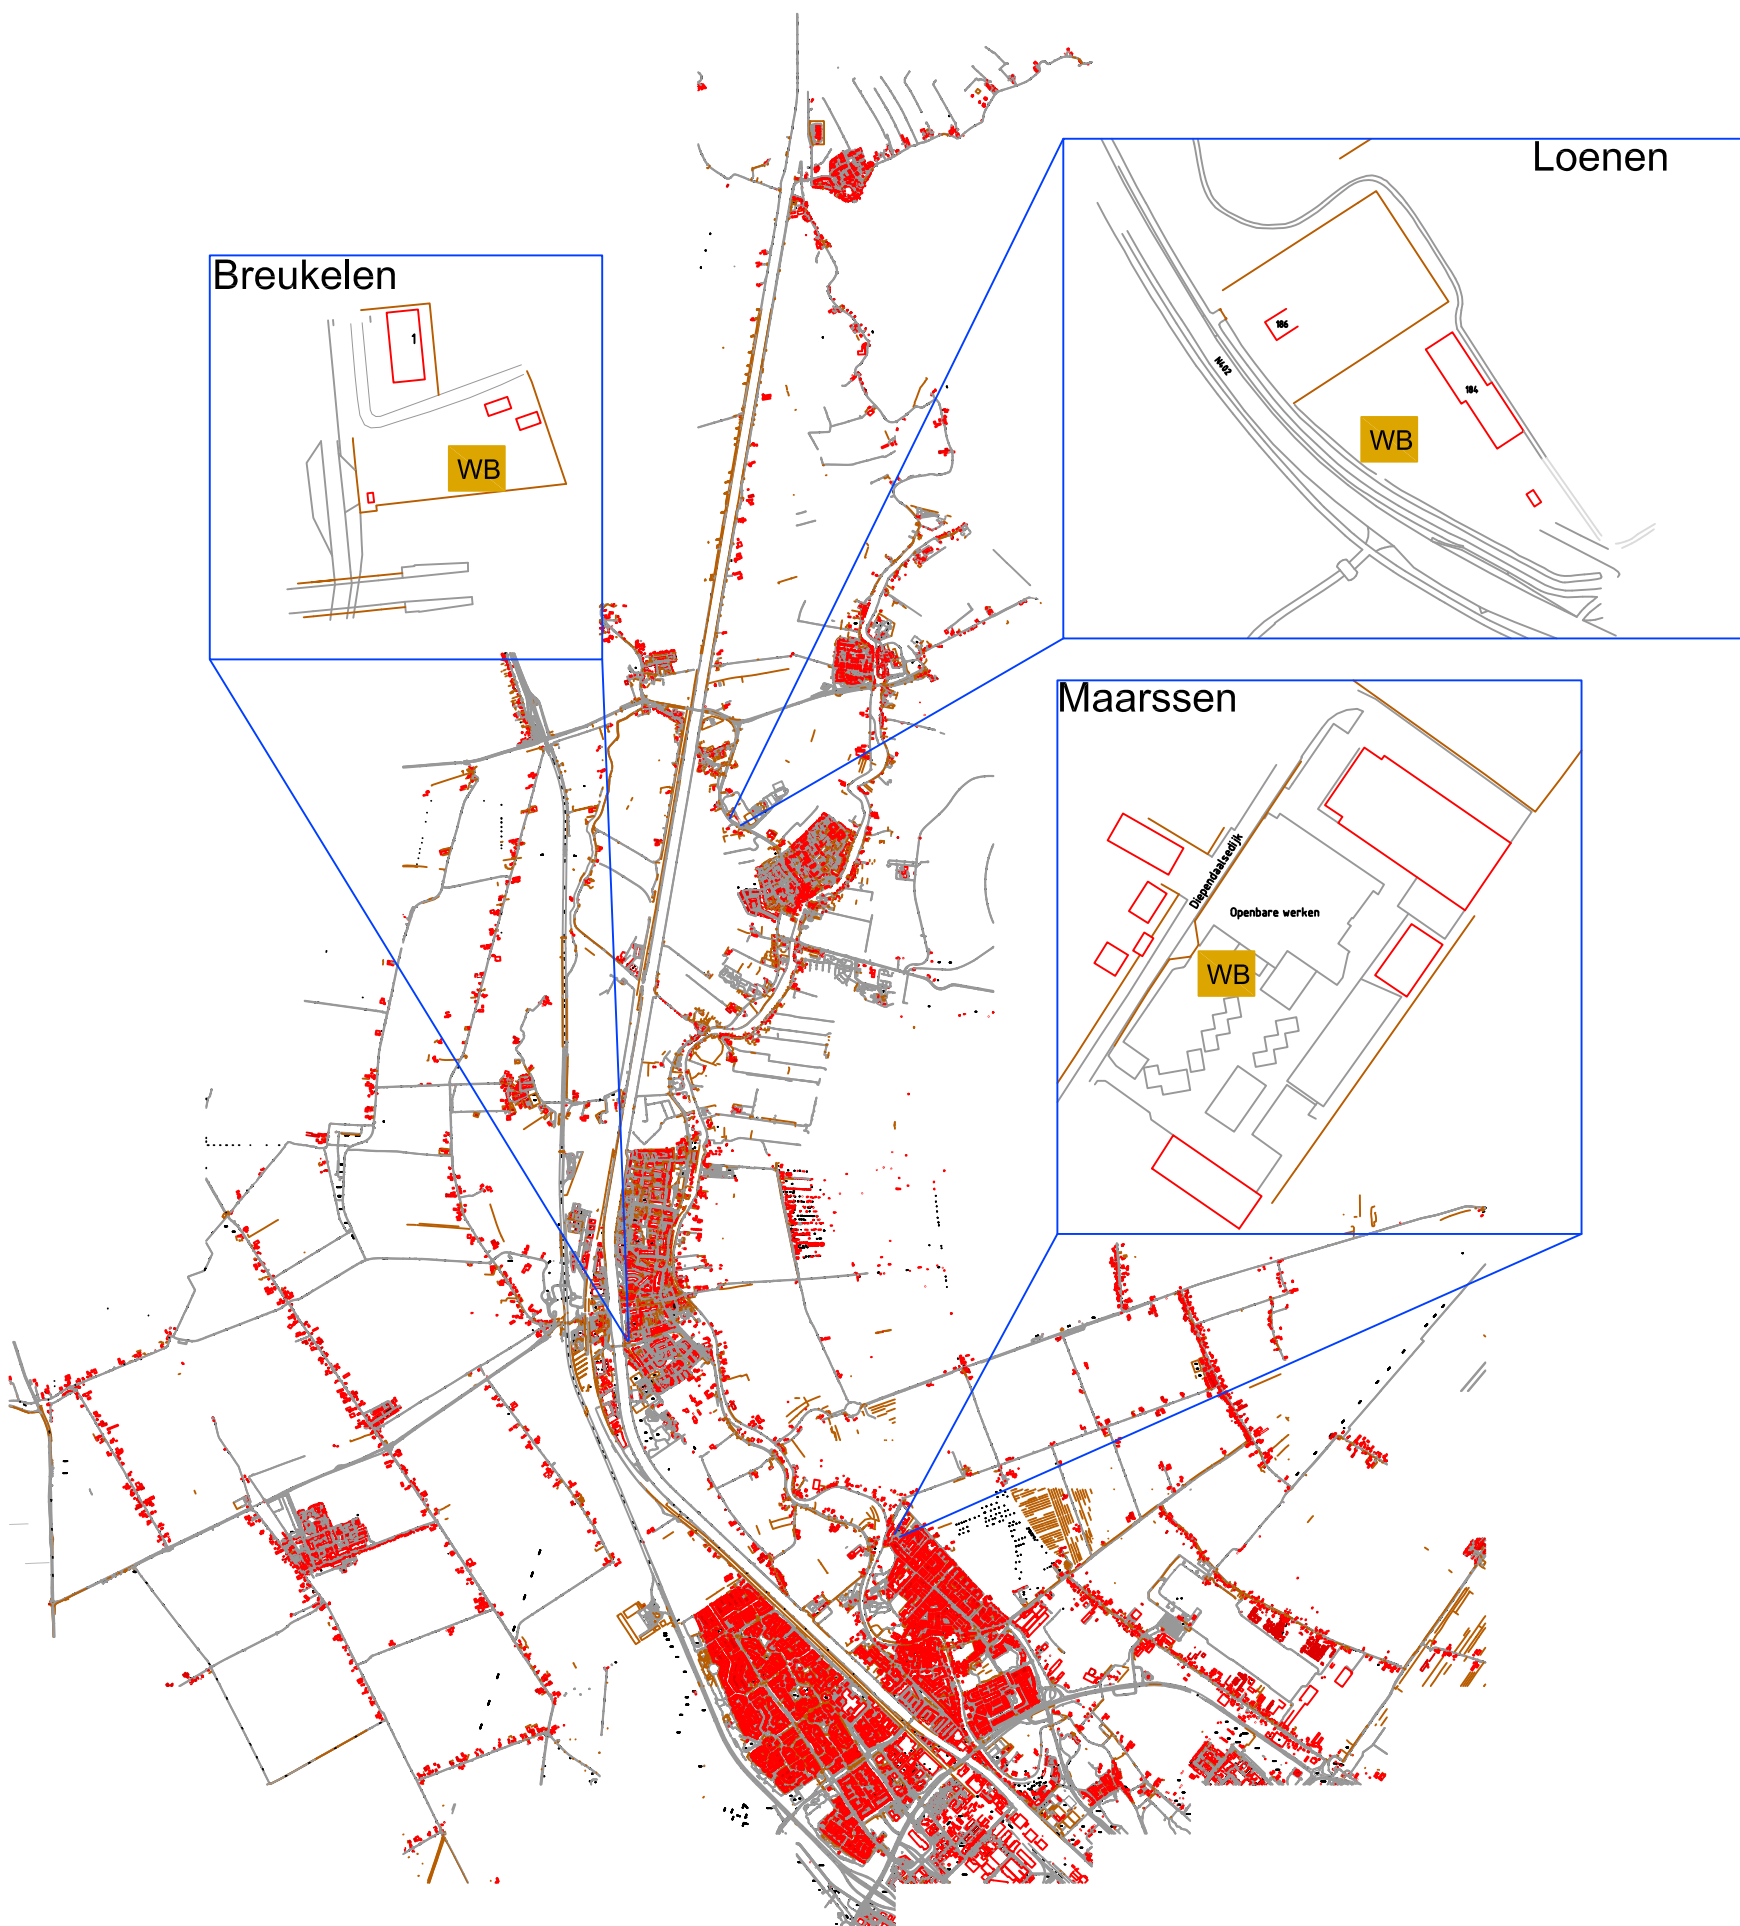 Loenen
186
N402
184
WB
Breukelen
1
WB
Maarssen
Diependaalsedijk
Openbare werken
WB